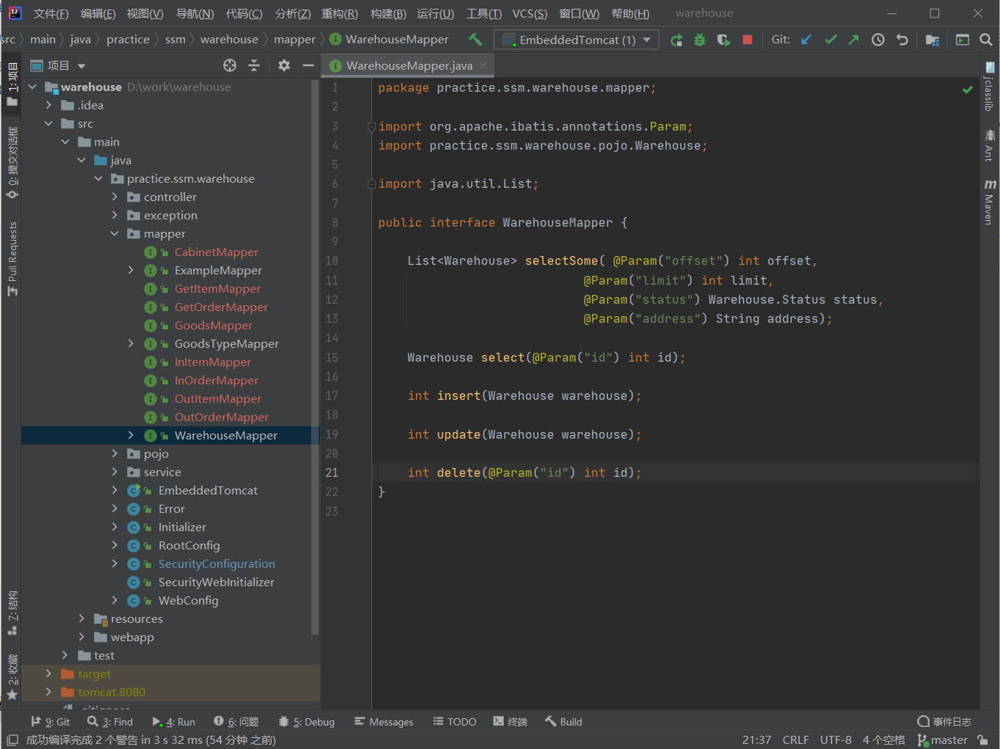 文件(F) 编辑(E) 视图(V) 导航(N) 代码(C) 分析(Z) 重构(R) 构建(B) 运行(U) 工具(T) VCS(S) 窗口(W) 帮助(H) warehouse
src main java practice ssm warehouse mapper WarehouseMapper EmbeddedTomcat (1) Git:
项目
WarehouseMapper.java
1: 项目
0: 提交对话框
Pull Requests
Z: 结构
2: 收藏
warehouse D:\work\warehouse
.idea
src
main
java
practice.ssm.warehouse
controller
exception
mapper
CabinetMapper
ExampleMapper
GetItemMapper
GetOrderMapper
GoodsMapper
GoodsTypeMapper
InItemMapper
InOrderMapper
OutItemMapper
OutOrderMapper
WarehouseMapper
pojo
service
EmbeddedTomcat
Error
Initializer
RootConfig
SecurityConfiguration
SecurityWebInitializer
WebConfig
resources
webapp
test
target
tomcat.8080
.gitignore
1 package practice.ssm.warehouse.mapper;
2
3 import org.apache.ibatis.annotations.Param;
4 import practice.ssm.warehouse.pojo.Warehouse;
5
6 import java.util.List;
7
8 public interface WarehouseMapper {
9
10 List<Warehouse> selectSome( @Param("offset") int offset,
11 @Param("limit") int limit,
12 @Param("status") Warehouse.Status status,
13 @Param("address") String address);
14
15 Warehouse select(@Param("id") int id);
16
17 int insert(Warehouse warehouse);
18
19 int update(Warehouse warehouse);
20
21 int delete(@Param("id") int id);
22 }
23
jclasslib
Ant
Maven
9: Git 3: Find 4: Run 6: 问题 5: Debug Messages TODO 终端 Build 事件日志
成功编译完成 2 个警告 in 3 s 32 ms (54 分钟 之前) 21:37 CRLF UTF-8 4 个空格 master